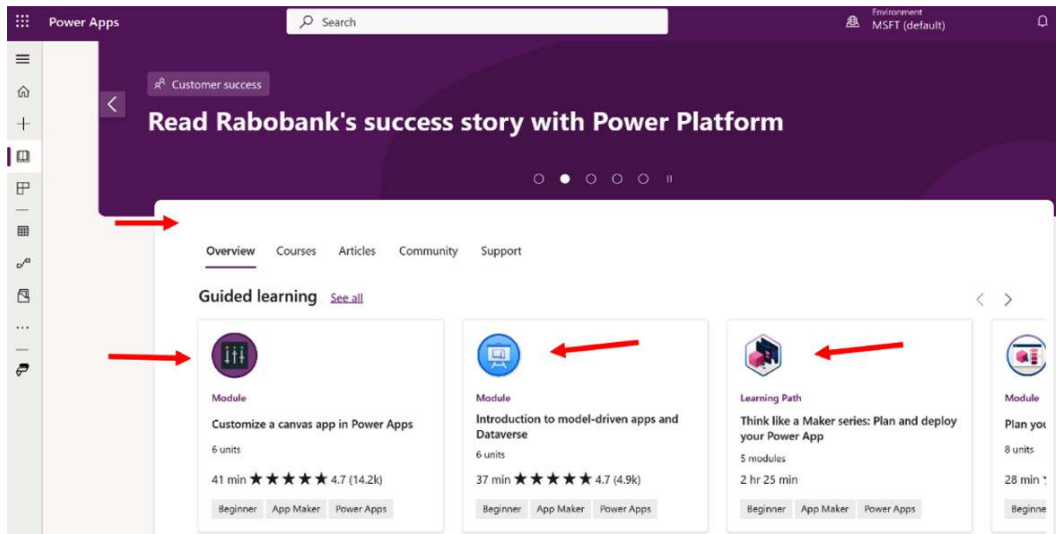 Power Apps
Search
Environment
MSFT (default)
Customer success
Read Rabobank's success story with Power Platform
Overview Courses Articles Community Support
Guided learning See all
Module
Customize a canvas app in Power Apps
6 units
41 min ★★★★★ 4.7 (14.2k)
Beginner App Maker Power Apps
Module
Introduction to model-driven apps and
Dataverse
6 units
37 min ★★★★★ 4.7 (4.9k)
Beginner App Maker Power Apps
Learning Path
Think like a Maker series: Plan and deploy
your Power App
5 modules
2 hr 25 min
Beginner App Maker Power Apps
Module
Plan you
8 units
28 min
Beginne